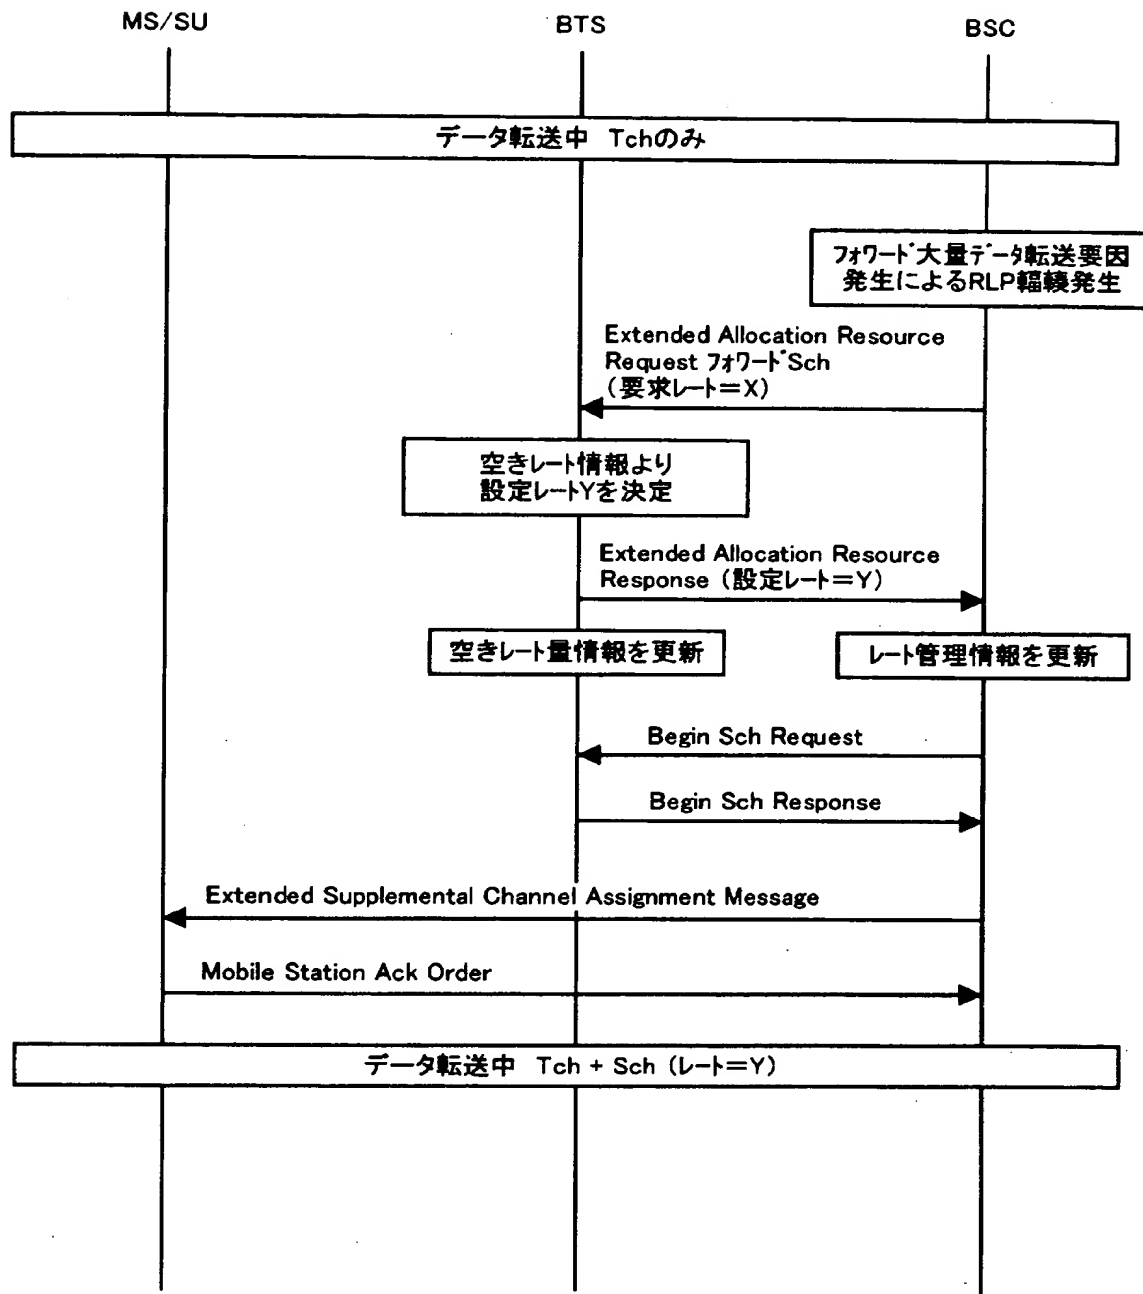 MS/SU
BTS
BSC
データ転送中 Tchのみ
フォワード大量データ転送要因
発生によるRLP輻輳発生
Extended Allocation Resource
Request フォワードSch
(要求レート=X)
空きレート情報より
設定レートYを決定
Extended Allocation Resource
Response (設定レート=Y)
空きレート量情報を更新
レート管理情報を更新
Begin Sch Request
Begin Sch Response
Extended Supplemental Channel Assignment Message
Mobile Station Ack Order
データ転送中 Tch + Sch (レート=Y)